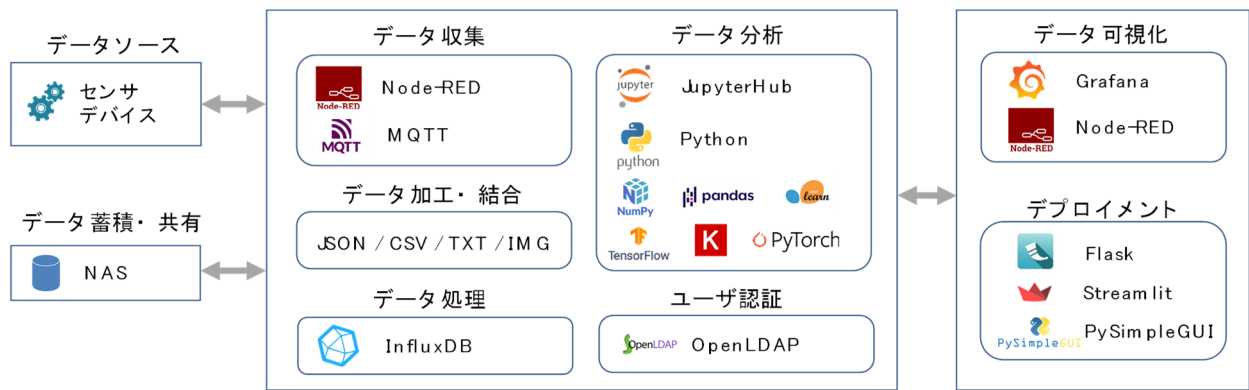 データソース
センサ
デバイス
データ蓄積・共有
NAS
データ収集
Node-RED
Node-RED
MQTT
MQTT
データ加工・結合
JSON / CSV / TXT / IMG
データ処理
InfluxDB
データ分析
jupyter
JupyterHub
python
Python
NumPy
pandas
learn
TensorFlow
K
PyTorch
ユーザ認証
OpenLDAP
OpenLDAP
データ可視化
Grafana
Node-RED
Node-RED
デプロイメント
Flask
Streamlit
PySimpleGUI
PySimpleGUI